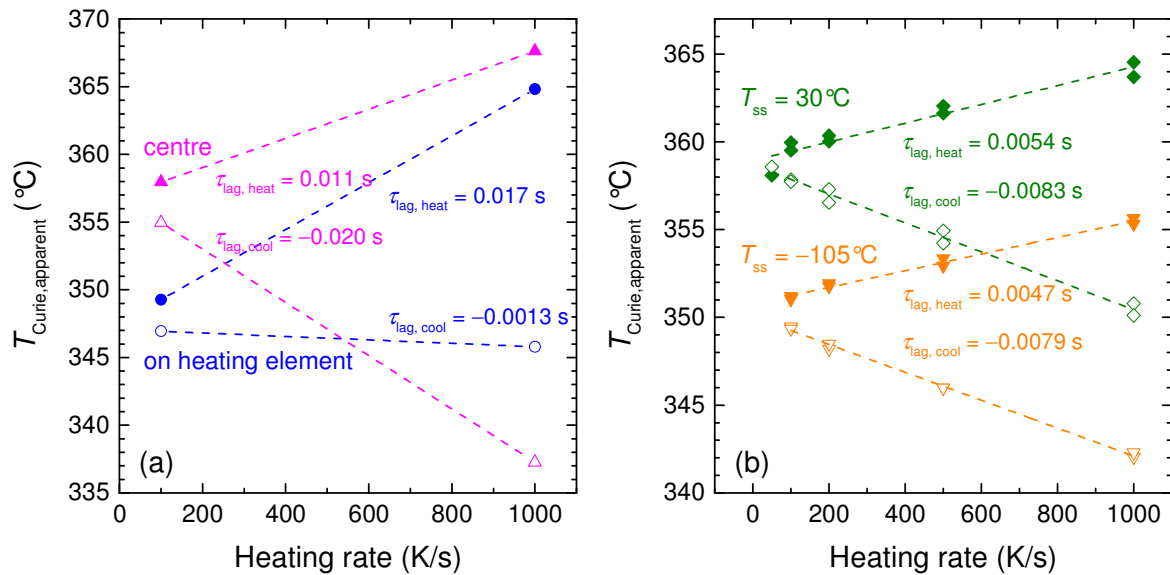 370
365
360
355
350
345
340
335
T_Curie,apparent (°C)
centre
τ_lag, heat = 0.011 s
τ_lag, heat = 0.017 s
τ_lag, cool = −0.020 s
τ_lag, cool = −0.0013 s
on heating element
(a)
0 200 400 600 800 1000
Heating rate (K/s)
365
360
355
350
345
340
T_ss = 30°C
τ_lag, heat = 0.0054 s
τ_lag, cool = −0.0083 s
T_ss = −105°C
τ_lag, heat = 0.0047 s
τ_lag, cool = −0.0079 s
(b)
0 200 400 600 800 1000
Heating rate (K/s)